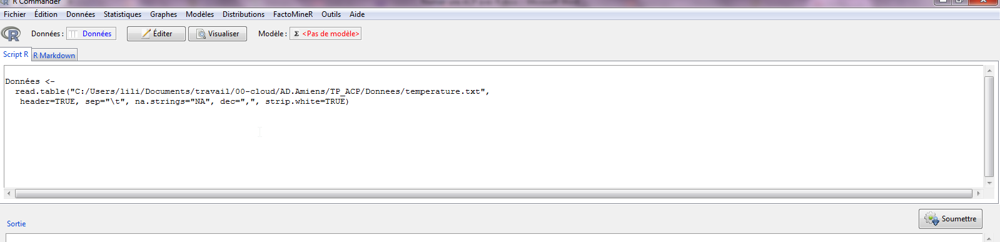 R Commander
Fichier Édition Données Statistiques Graphes Modèles Distributions FactoMineR Outils Aide
R Données : Données Éditer Visualiser Modèle : Σ <Pas de modèle>
Script R R Markdown
Données <-
read.table("C:/Users/lili/Documents/travail/00-cloud/AD.Amiens/TP_ACP/Donnees/temperature.txt",
header=TRUE, sep="\t", na.strings="NA", dec=",", strip.white=TRUE)
Soumettre
Sortie